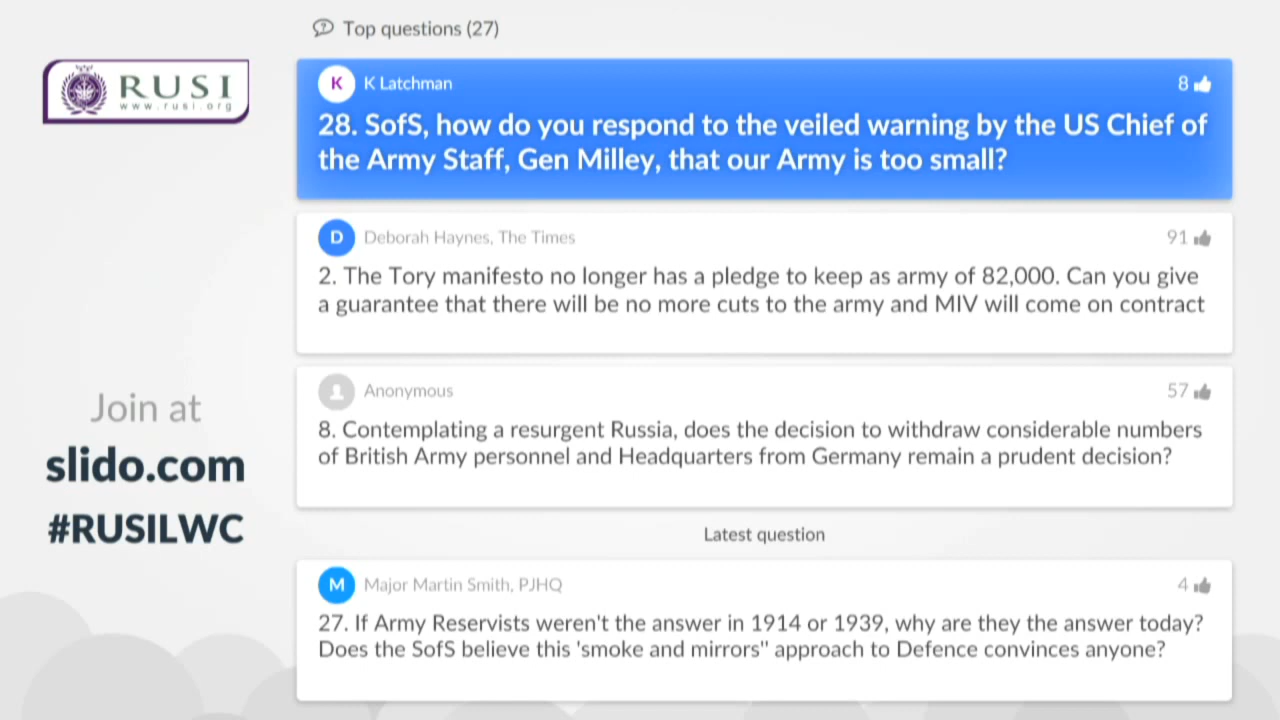 Top questions (27)
RUSI
www.rusi.org
K
K Latchman
8
28. SofS, how do you respond to the veiled warning by the US Chief of
the Army Staff, Gen Milley, that our Army is too small?
D
Deborah Haynes, The Times
91
2. The Tory manifesto no longer has a pledge to keep as army of 82,000. Can you give
a guarantee that there will be no more cuts to the army and MIV will come on contract
Anonymous
57
8. Contemplating a resurgent Russia, does the decision to withdraw considerable numbers
of British Army personnel and Headquarters from Germany remain a prudent decision?
Join at
slido.com
#RUSILWC
Latest question
M
Major Martin Smith, PJHQ
4
27. If Army Reservists weren't the answer in 1914 or 1939, why are they the answer today?
Does the SofS believe this 'smoke and mirrors" approach to Defence convinces anyone?